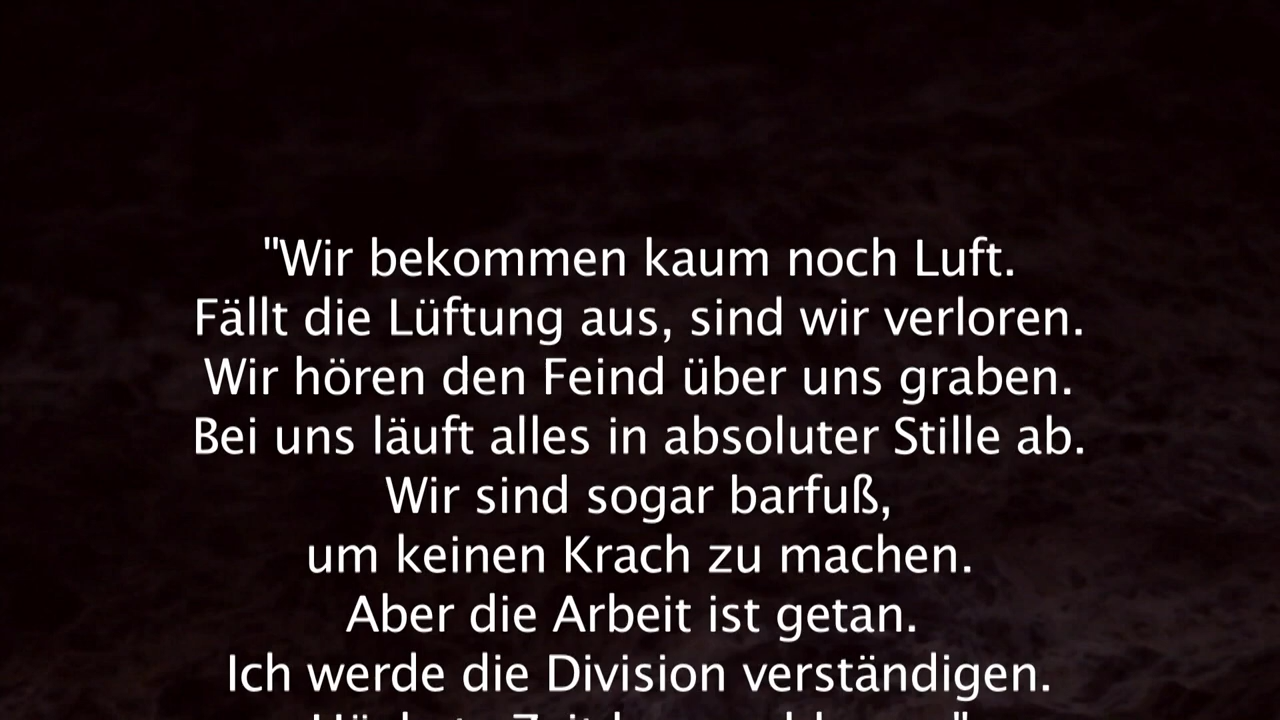 "Wir bekommen kaum noch Luft.
Fällt die Lüftung aus, sind wir verloren.
Wir hören den Feind über uns graben.
Bei uns läuft alles in absoluter Stille ab.
Wir sind sogar barfuß,
um keinen Krach zu machen.
Aber die Arbeit ist getan.
Ich werde die Division verständigen.